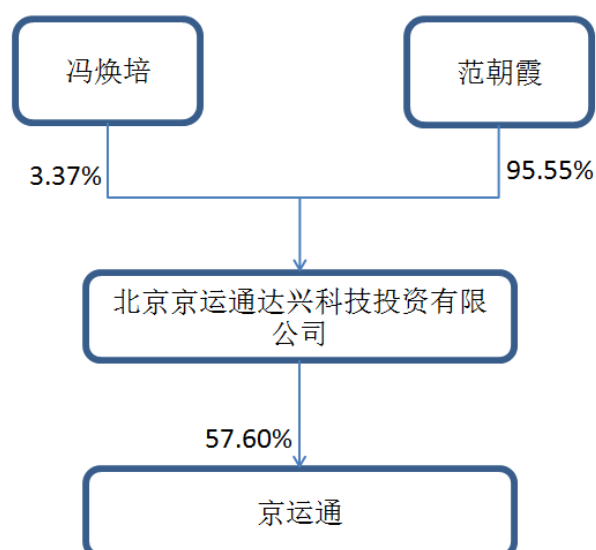 冯焕培
范朝霞
3.37%
95.55%
北京京运通达兴科技投资有限
公司
57.60%
京运通